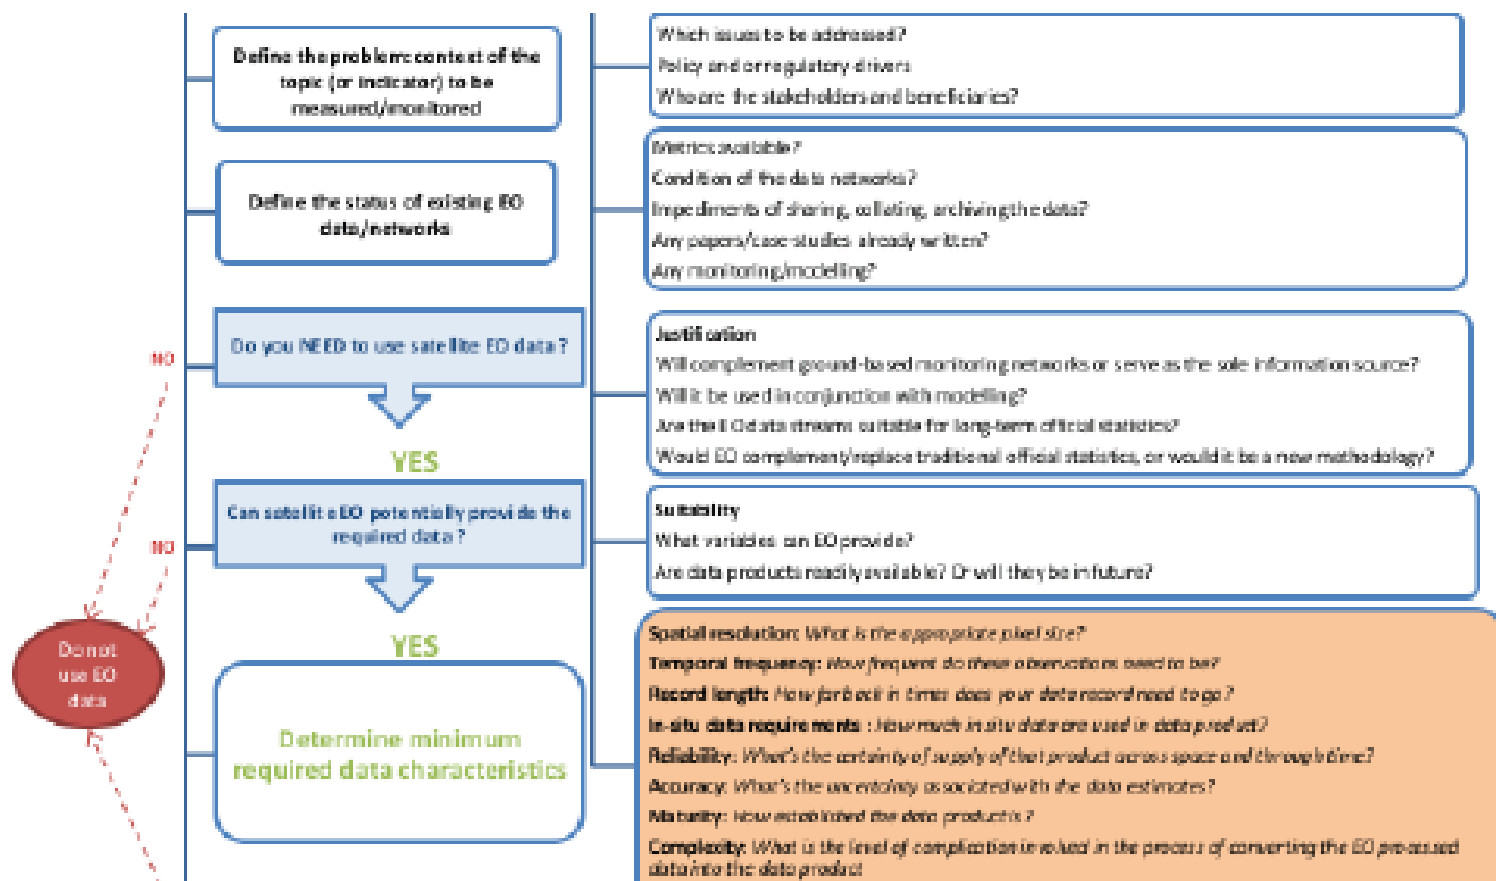 Define the problem: context of the
topic (or indicator) to be
measured/monitored
Which issues to be addressed?
Policy and or regulatory drivers
Who are the stakeholders and beneficiaries?
Define the status of existing EO
data/networks
Metrics available?
Condition of the data networks?
Impediments of sharing, collating, archiving the data?
Any papers/case-studies already written?
Any monitoring/modelling?
NO
Do you NEED to use satellite EO data?
YES
Justification
Will complement ground-based monitoring networks or serve as the sole information source?
Will it be used in conjunction with modelling?
Are the EO data streams suitable for long-term official statistics?
Would EO complement/replace traditional official statistics, or would it be a new methodology?
NO
Can satellite EO potentially provide the
required data?
YES
Suitability
What variables can EO provide?
Are data products readily available? Or will they be in future?
Do not
use EO
data
Determine minimum
required data characteristics
Spatial resolution: What is the appropriate pixel size?
Temporal frequency: How frequent do these observations need to be?
Record length: How far back in times does your data record need to go?
In-situ data requirements : How much in situ data are used in data product?
Reliability: What's the certainty of supply of that product across space and through time?
Accuracy: What's the uncertainty associated with the data estimates?
Maturity: How established the data product is?
Complexity: What is the level of complication involved in the process of converting the EO processed
data into the data product